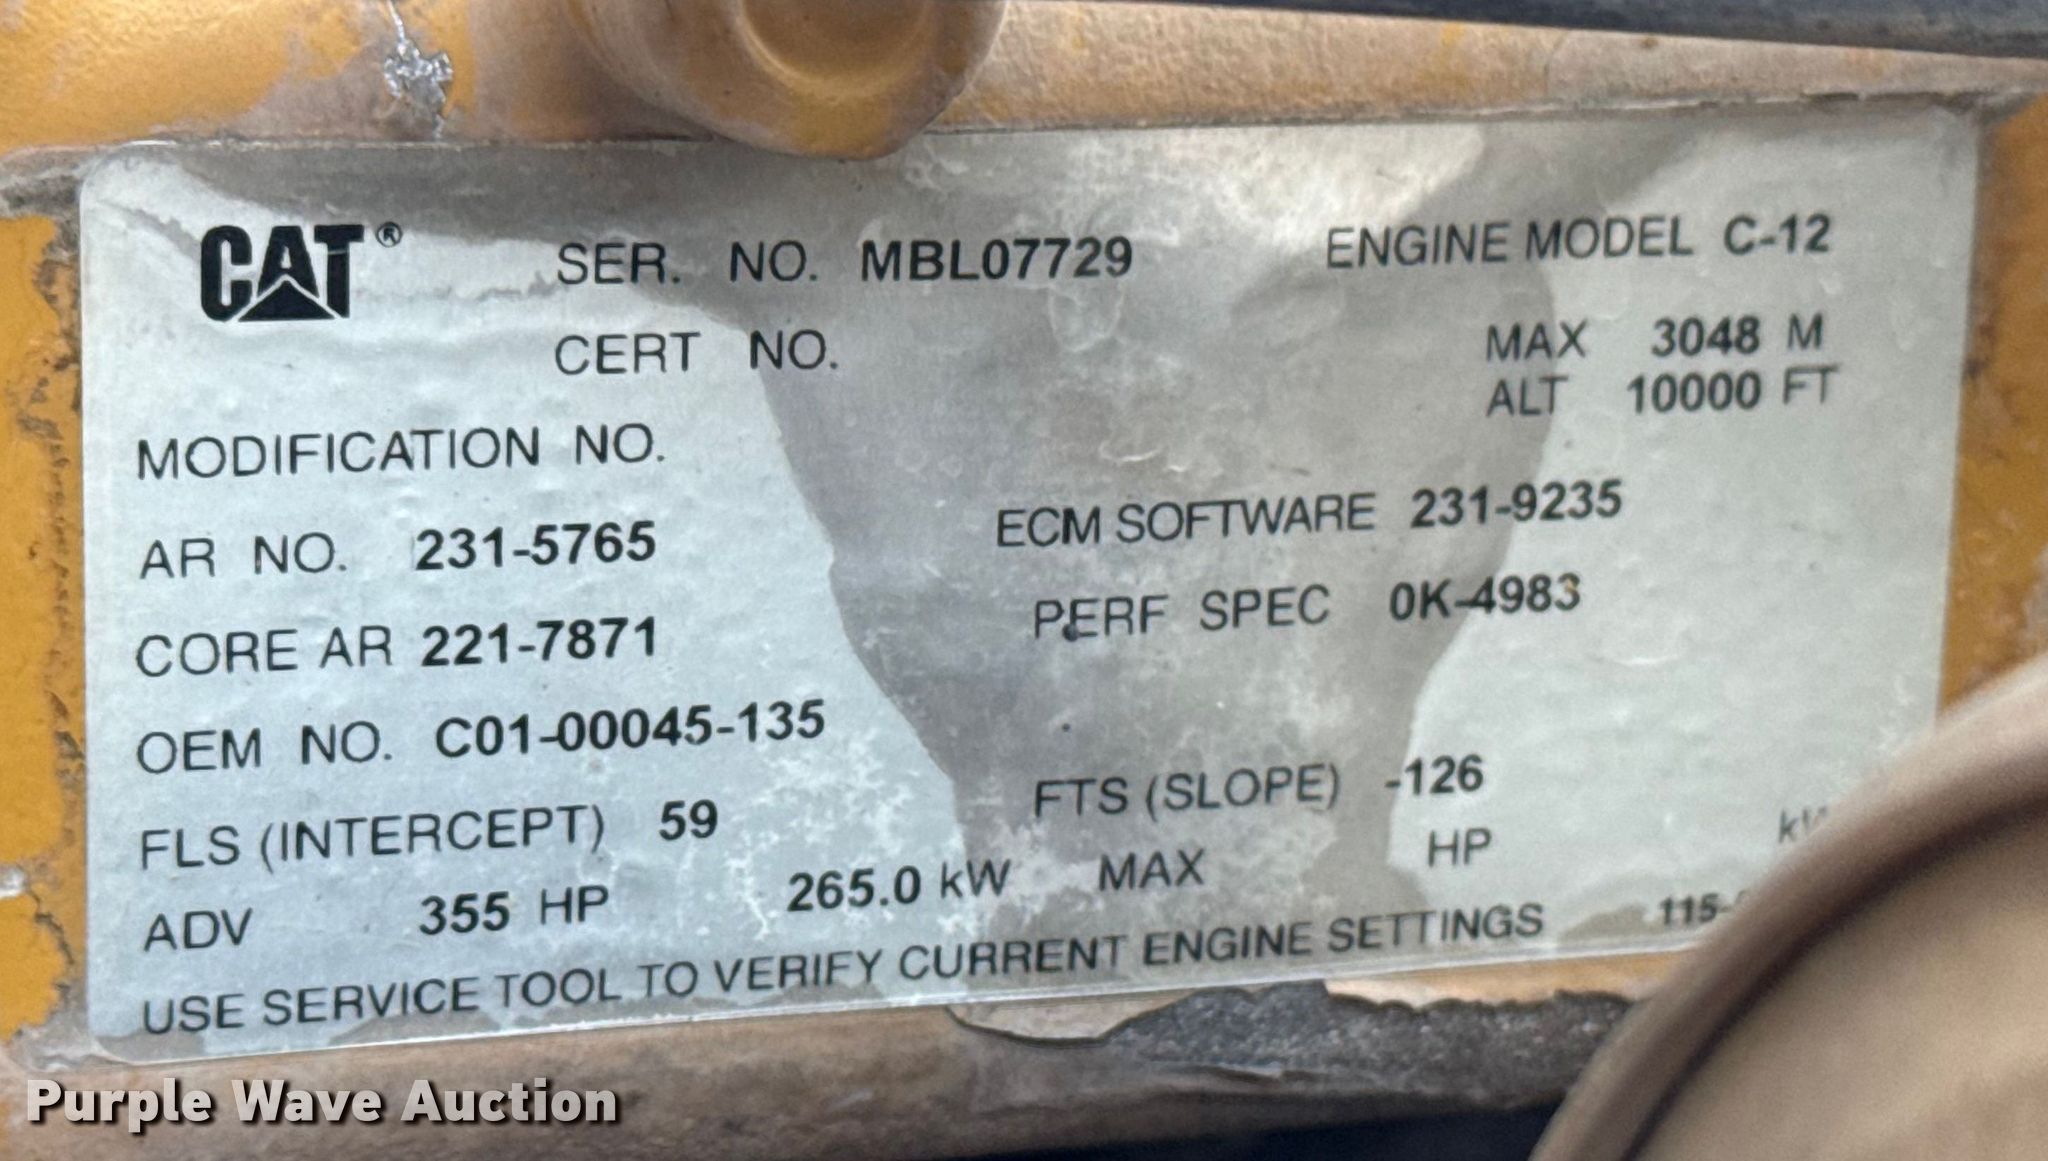 CAT® SER. NO. MBL07729 ENGINE MODEL C-12
CERT NO. MAX 3048 M
ALT 10000 FT
MODIFICATION NO.
AR NO. 231-5765 ECM SOFTWARE 231-9235
CORE AR 221-7871 PERF SPEC 0K-4983
OEM NO. C01-00045-135
FLS (INTERCEPT) 59 FTS (SLOPE) -126
ADV 355 HP 265.0 kW MAX HP
USE SERVICE TOOL TO VERIFY CURRENT ENGINE SETTINGS 115-
Purple Wave Auction